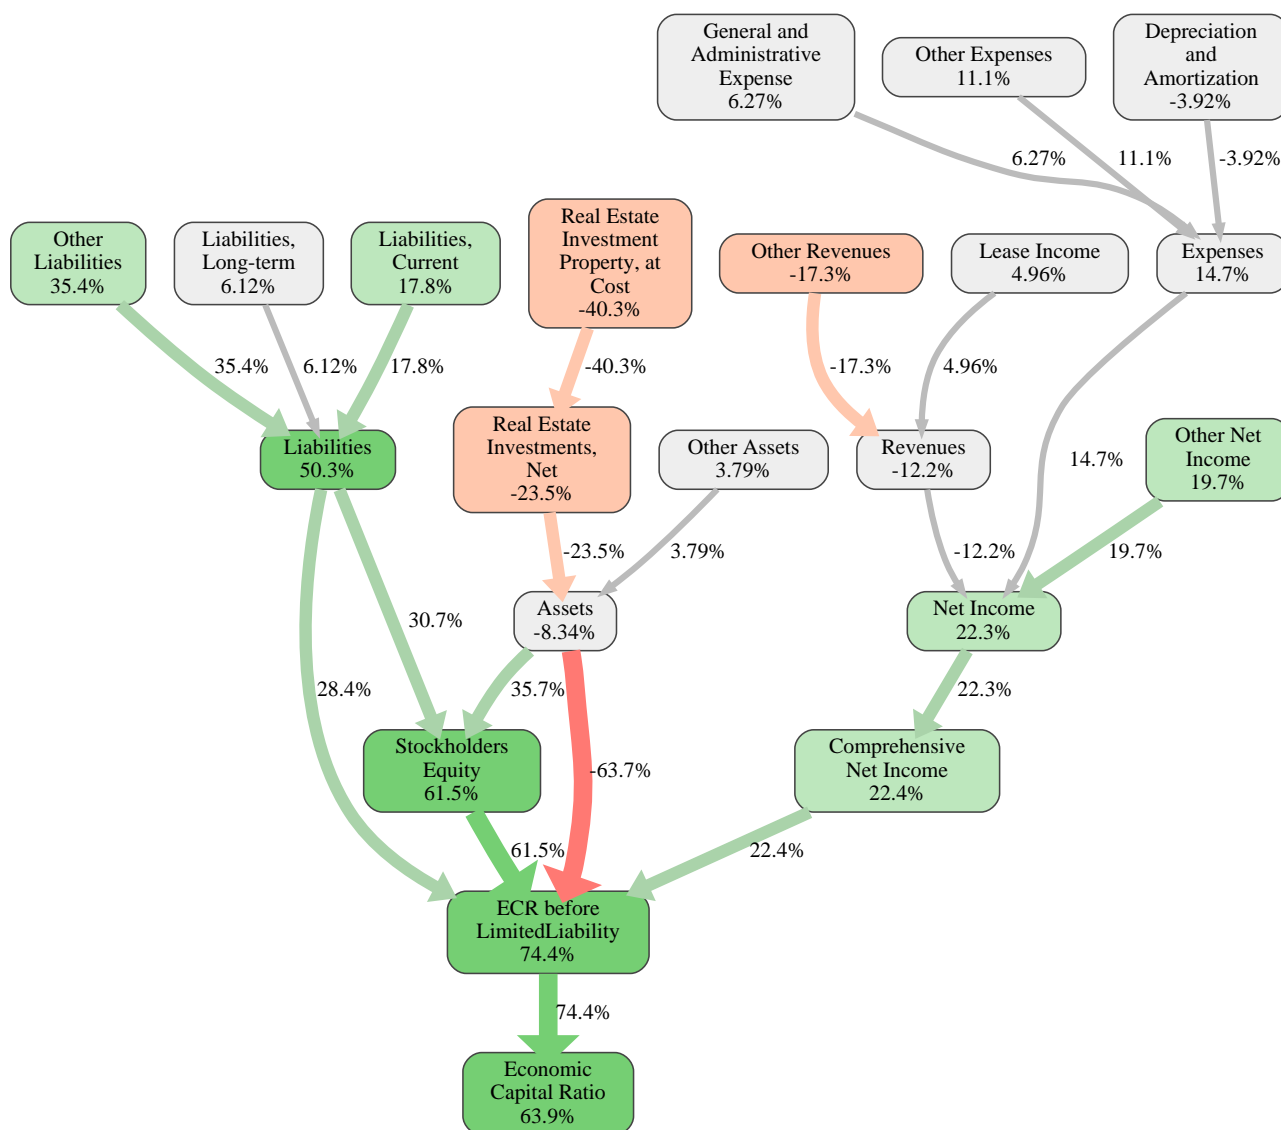 General and
Administrative
Expense
6.27%
Other Expenses
11.1%
Depreciation
and
Amortization
-3.92%
6.27%
11.1%
-3.92%
Other
Liabilities
35.4%
Liabilities,
Long-term
6.12%
Liabilities,
Current
17.8%
Real Estate
Investment
Property, at
Cost
-40.3%
Other Revenues
-17.3%
Lease Income
4.96%
Expenses
14.7%
35.4%
6.12%
17.8%
-40.3%
-17.3%
4.96%
14.7%
Liabilities
50.3%
Real Estate
Investments,
Net
-23.5%
Other Assets
3.79%
Revenues
-12.2%
Other Net
Income
19.7%
-23.5%
3.79%
-12.2%
19.7%
30.7%
Assets
-8.34%
Net Income
22.3%
28.4%
35.7%
22.3%
Stockholders
Equity
61.5%
-63.7%
Comprehensive
Net Income
22.4%
61.5%
22.4%
ECR before
LimitedLiability
74.4%
74.4%
Economic
Capital Ratio
63.9%